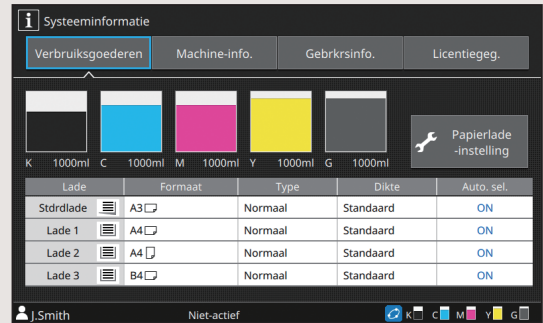 Systeeminformatie
Verbruiksgoederen Machine-info. Gebrkrsinfo. Licentiegeg.
K 1000ml C 1000ml M 1000ml Y 1000ml G 1000ml
Papierlade
-instelling
Lade Formaat Type Dikte Auto. sel.
Stdrdlade A3 Normaal Standaard ON
Lade 1 A4 Normaal Standaard ON
Lade 2 A4 Normaal Standaard ON
Lade 3 B4 Normaal Standaard ON
J.Smith Niet-actief K C M Y G